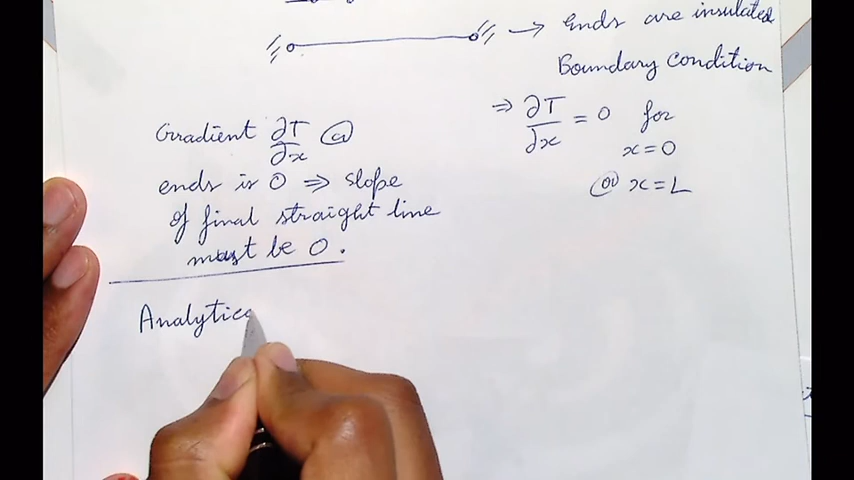 → Ends are insulated
Boundary Condition
⇒ ∂T/∂x = 0 for
x=0
or x=L
Gradient ∂T/∂x @
ends is 0 ⇒ slope
of final straight line
must be 0.
Analytica